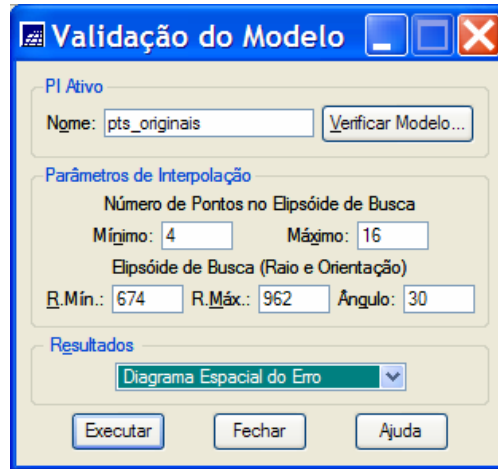 Validação do Modelo
PI Ativo
Nome: pts_originais Verificar Modelo...
Parâmetros de Interpolação
Número de Pontos no Elipsóide de Busca
Mínimo: 4 Máximo: 16
Elipsóide de Busca (Raio e Orientação)
R.Mín.: 674 R.Máx.: 962 Ângulo: 30
Resultados
Diagrama Espacial do Erro
Executar Fechar Ajuda